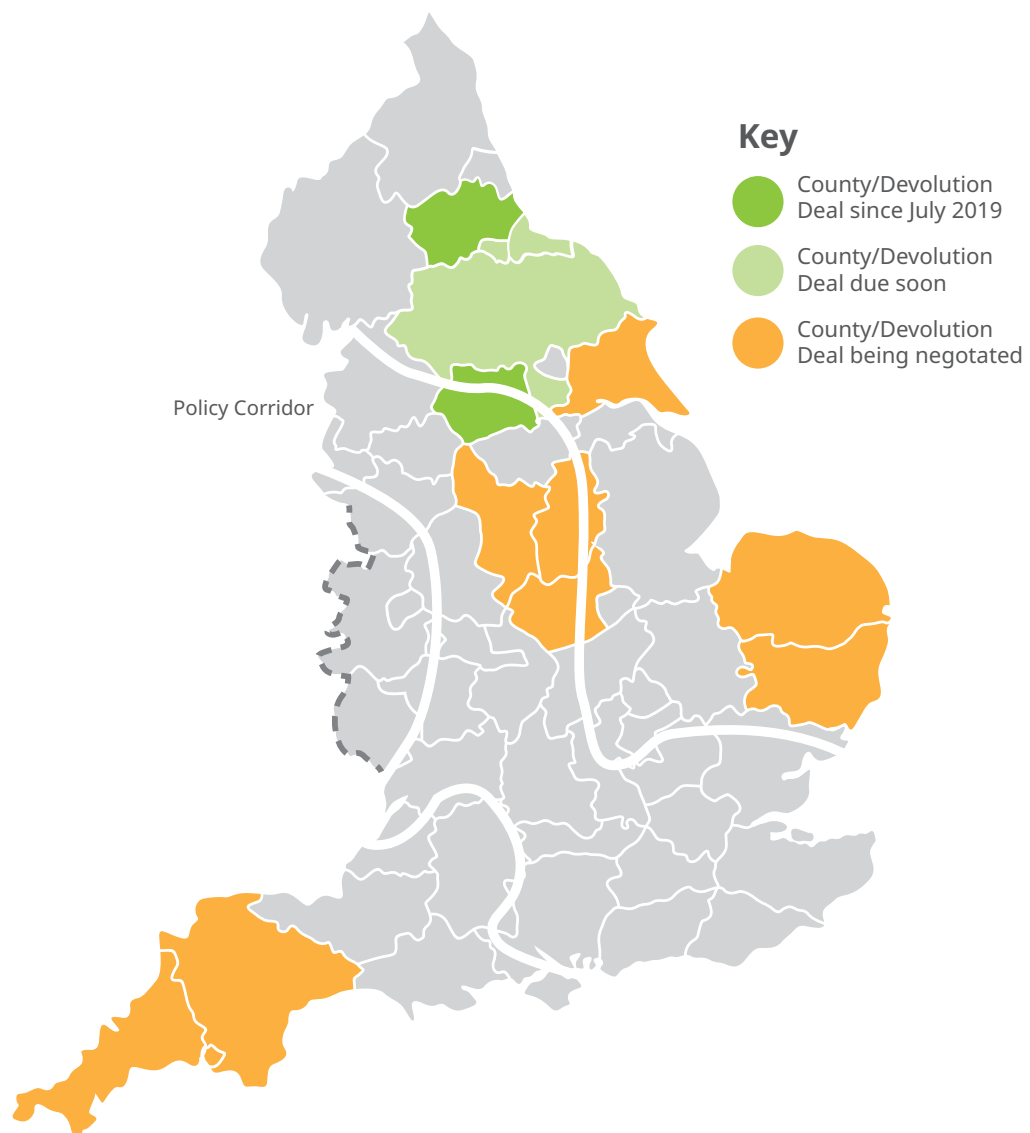 Key
County/Devolution
Deal since July 2019
County/Devolution
Deal due soon
County/Devolution
Deal being negotated
Policy Corridor